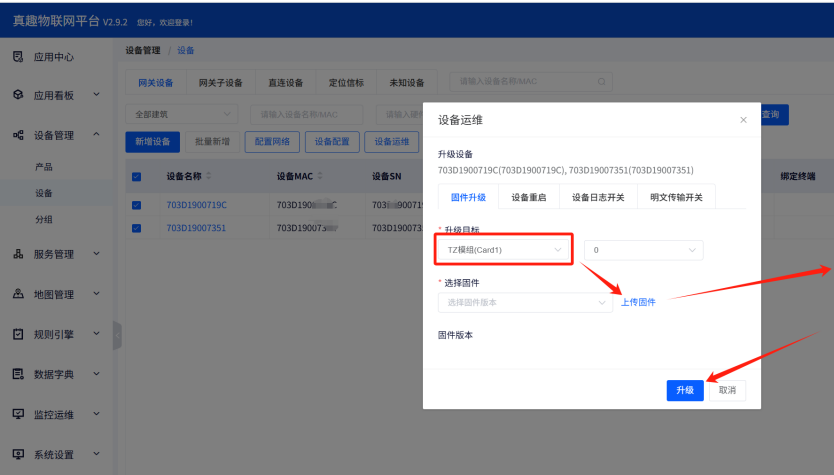 真趣物联网平台 V2.9.2 您好，欢迎登录!
应用中心
应用看板
设备管理
产品
设备
分组
服务管理
地图管理
规则引擎
数据字典
监控运维
系统设置
设备管理 / 设备
网关设备 网关子设备 直连设备 定位信标 未知设备 请输入设备名称/MAC
全部建筑 请输入设备名称/MAC 请输入硬件 查询
新增设备 批量新增 配置网络 设备配置 设备运维
设备名称 设备MAC 设备SN 绑定终端
703D1900719C
703D19007351
设备运维
升级设备
703D1900719C(703D1900719C), 703D19007351(703D19007351)
固件升级 设备重启 设备日志开关 明文传输开关
* 升级目标
TZ模组(Card1) 0
* 选择固件
选择固件版本 上传固件
固件版本
升级 取消